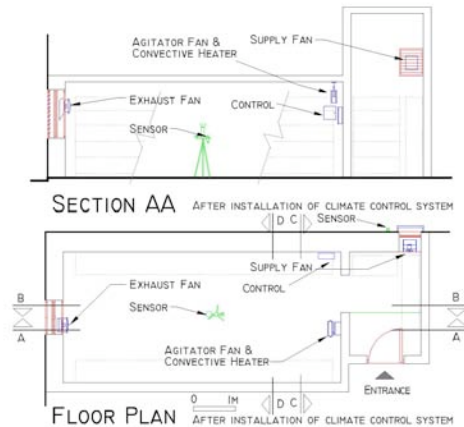 AGITATOR FAN &
CONVECTIVE HEATER
SUPPLY FAN
EXHAUST FAN
CONTROL
SENSOR
SECTION AA AFTER INSTALLATION OF CLIMATE CONTROL SYSTEM
D C
SENSOR
SUPPLY FAN
CONTROL
EXHAUST FAN
SENSOR
B B
A A
AGITATOR FAN &
CONVECTIVE HEATER
ENTRANCE
0 1M
D C
FLOOR PLAN AFTER INSTALLATION OF CLIMATE CONTROL SYSTEM